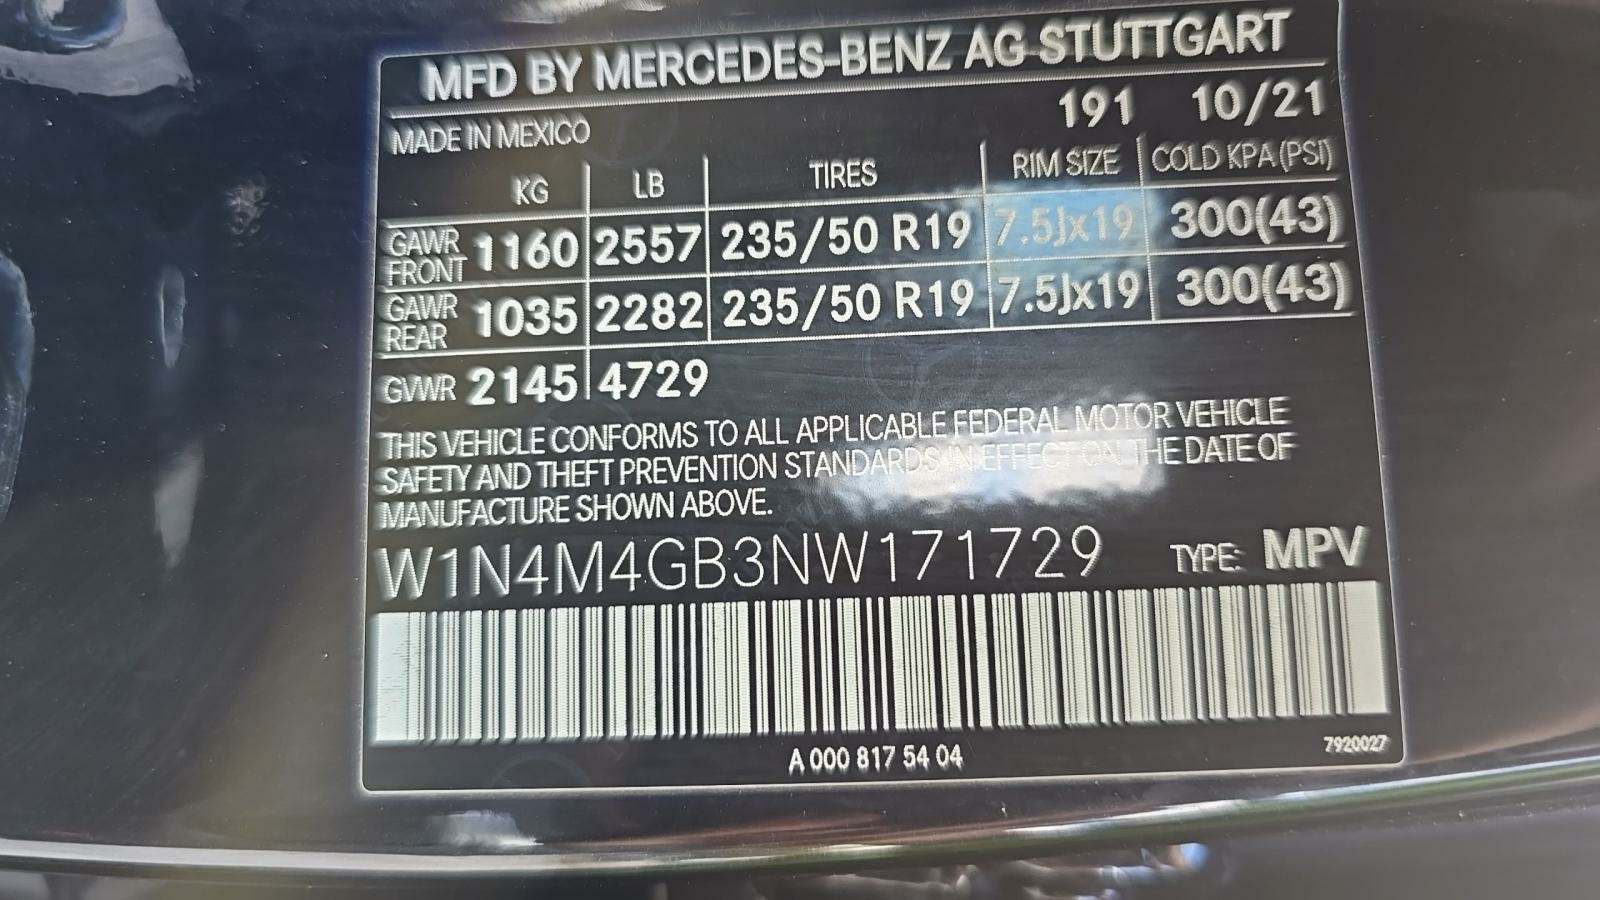 MFD BY MERCEDES-BENZ AG STUTTGART
191 10/21
MADE IN MEXICO
KG LB TIRES RIM SIZE COLD KPA (PSI)
GAWR FRONT 1160 2557 235/50 R19 7.5Jx19 300(43)
GAWR REAR 1035 2282 235/50 R19 7.5Jx19 300(43)
GVWR 2145 4729
THIS VEHICLE CONFORMS TO ALL APPLICABLE FEDERAL MOTOR VEHICLE
SAFETY AND THEFT PREVENTION STANDARDS IN EFFECT ON THE DATE OF
MANUFACTURE SHOWN ABOVE.
W1N4M4GB3NW171729 TYPE: MPV
A 000 817 54 04
7920027